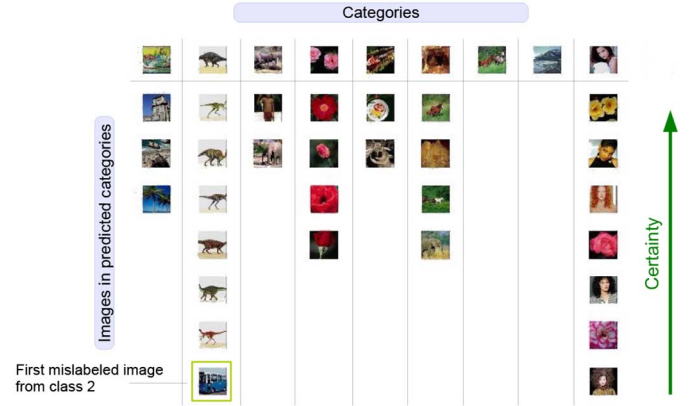 Categories
Images in predicted categories
Certainty
First mislabeled image
from class 2